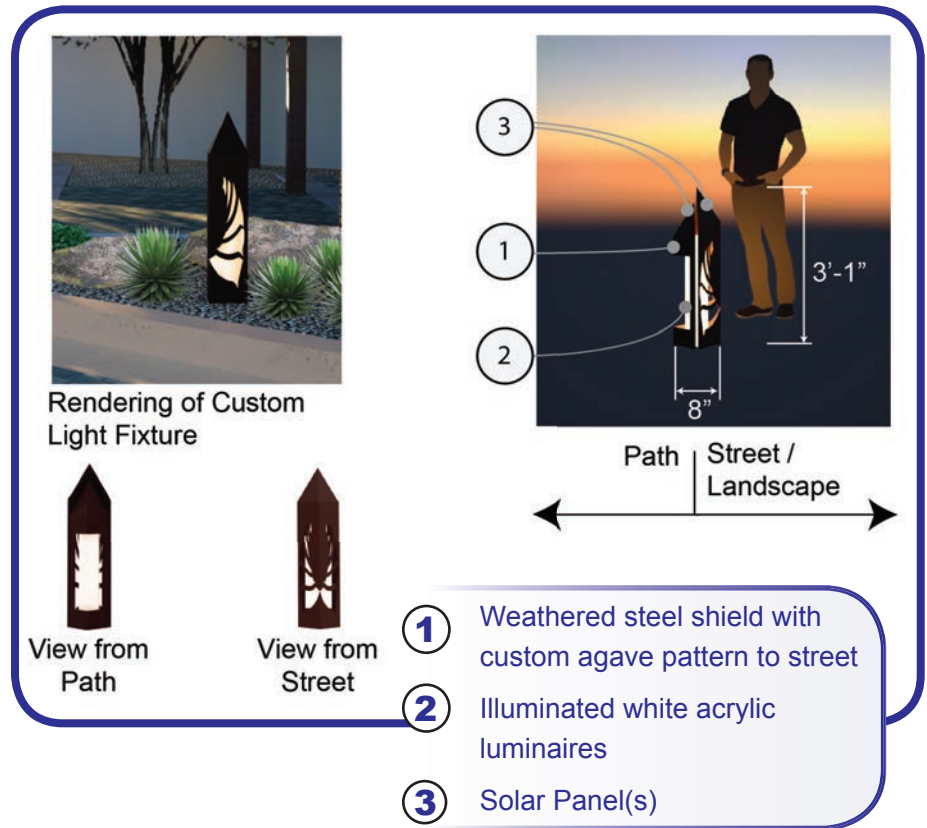 Rendering of Custom
Light Fixture
View from
Path
View from
Street
3
1
2
3’-1”
8”
Path
Street /
Landscape
1 Weathered steel shield with
custom agave pattern to street
2 Illuminated white acrylic
luminaires
3 Solar Panel(s)